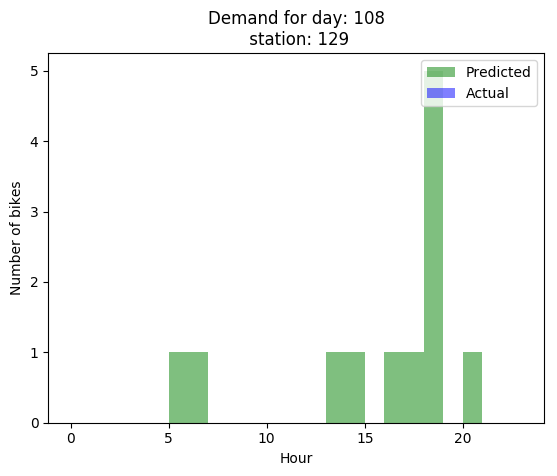 Demand for day: 108
station: 129
Number of bikes
5
4
3
2
1
0
Predicted
Actual
0 5 10 15 20
Hour